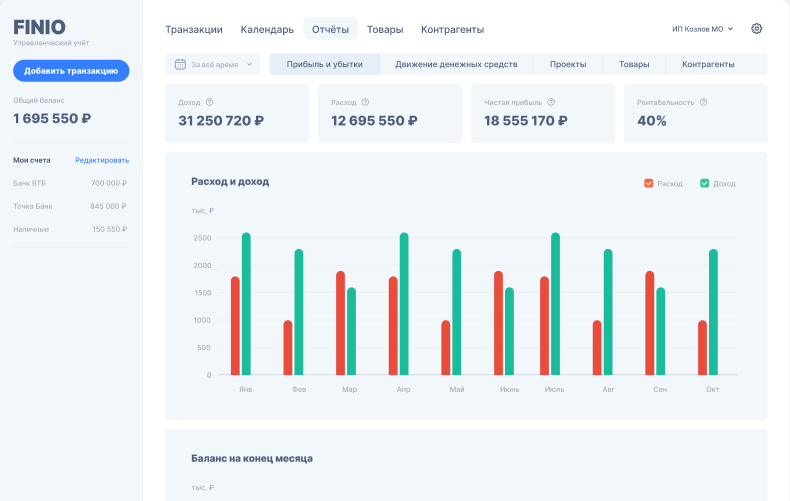 FINIO
Управленческий учёт
Добавить транзакцию
Общий баланс
1 695 550 ₽
Мои счета Редактировать
Банк ВТБ 700 000 ₽
Точка Банк 845 000 ₽
Наличные 150 550 ₽
Транзакции Календарь Отчёты Товары Контрагенты ИП Козлов МО
За всё время Прибыль и убытки Движение денежных средств Проекты Товары Контрагенты
Доход ?
31 250 720 ₽
Расход ?
12 695 550 ₽
Чистая прибыль ?
18 555 170 ₽
Рентабельность ?
40%
Расход и доход
Расход Доход
тыс, ₽
2500
2000
1500
1000
500
0
Янв Фев Мар Апр Май Июнь Июль Авг Сен Окт
Баланс на конец месяца
тыс, ₽